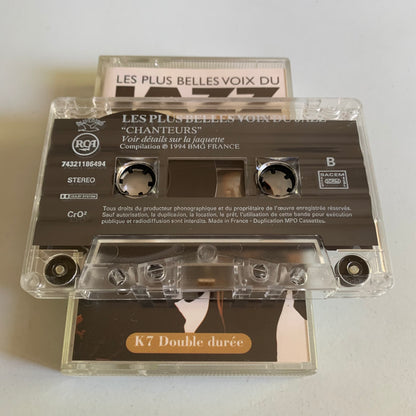 LES PLUS BELLES VOIX DU
JAZZ
LES PLUS BELLES VOIX DU JAZZ
"CHANTEURS"
Voir détails sur la jaquette
Compilation ℗ 1994 BMG FRANCE
RCA
74321186494
STEREO
B
SACEM
DOLBY SYSTEM
CrO²
Tous droits du producteur phonographique et du propriétaire de l'œuvre enregistrée réservés.
Sauf autorisation, la duplication, la location, le prêt, l'utilisation de cette bande pour exécution
publique et radiodiffusion sont interdits. Made in France - Duplication MPO Cassettes.
K7 Double durée